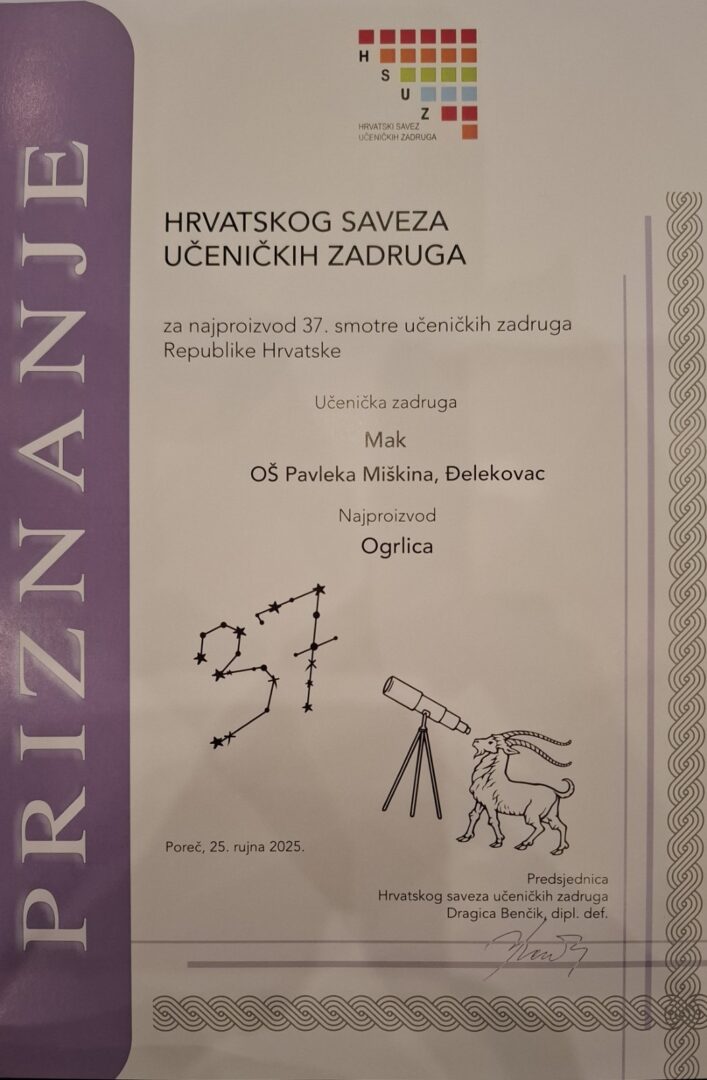 PRIZNANJE
H
S
U
Z
HRVATSKI SAVEZ
UČENIČKIH ZADRUGA
HRVATSKOG SAVEZA
UČENIČKIH ZADRUGA
za najproizvod 37. smotre učeničkih zadruga
Republike Hrvatske
Učenička zadruga
Mak
OŠ Pavleka Miškina, Đelekovac
Najproizvod
Ogrlica
37
Poreč, 25. rujna 2025.
Predsjednica
Hrvatskog saveza učeničkih zadruga
Dragica Benčik, dipl. def.